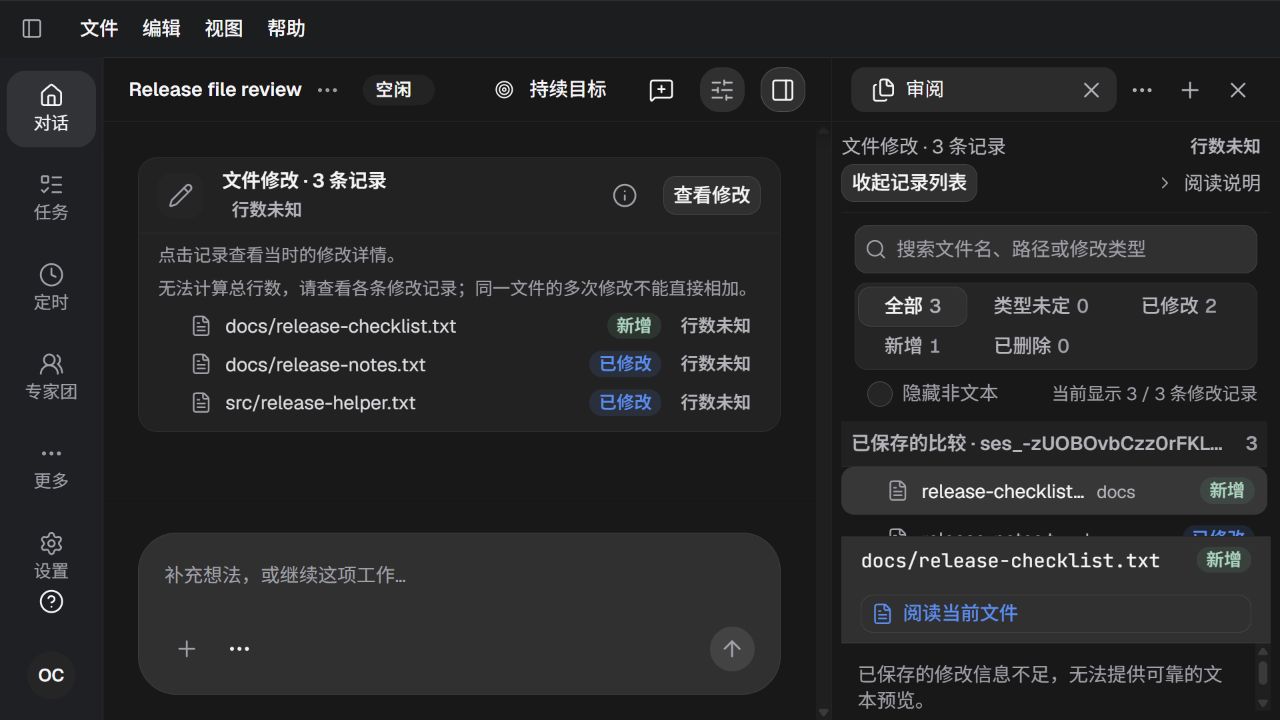 文件 编辑 视图 帮助
对话
任务
定时
专家团
更多
设置
OC
Release file review ··· 空闲 持续目标
文件修改 · 3 条记录
行数未知
查看修改
点击记录查看当时的修改详情。
无法计算总行数，请查看各条修改记录；同一文件的多次修改不能直接相加。
docs/release-checklist.txt 新增 行数未知
docs/release-notes.txt 已修改 行数未知
src/release-helper.txt 已修改 行数未知
补充想法，或继续这项工作…
审阅
文件修改 · 3 条记录 行数未知
收起记录列表 阅读说明
搜索文件名、路径或修改类型
全部 3 类型未定 0 已修改 2
新增 1 已删除 0
隐藏非文本 当前显示 3 / 3 条修改记录
已保存的比较 · ses_-zUOBOvbCzz0rFKL... 3
release-checklist... docs 新增
docs/release-checklist.txt 新增
阅读当前文件
已保存的修改信息不足，无法提供可靠的文
本预览。